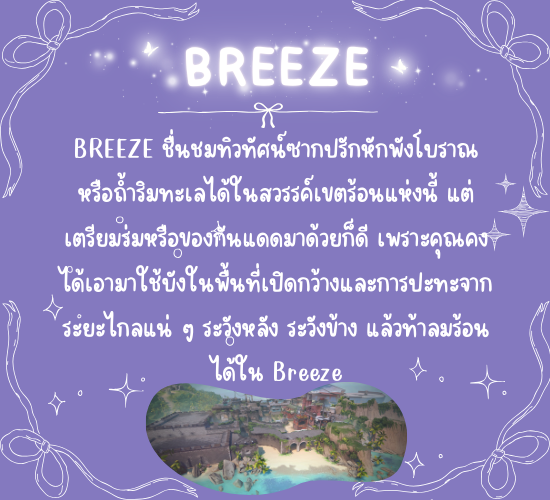 BREEZE
BREEZE ชื่นชมทิวทัศน์ซากปรักหักพังโบราณ
หรือถ้ำริมทะเลได้ในสวรรค์เขตร้อนแห่งนี้ แต่
เตรียมร่มหรือของกันแดดมาด้วยก็ดี เพราะคุณคง
ได้เอามาใช้บังในพื้นที่เปิดกว้างและการปะทะจาก
ระยะไกลแน่ ๆ ระวังหลัง ระวังข้าง แล้วท้าลมร้อน
ได้ใน Breeze